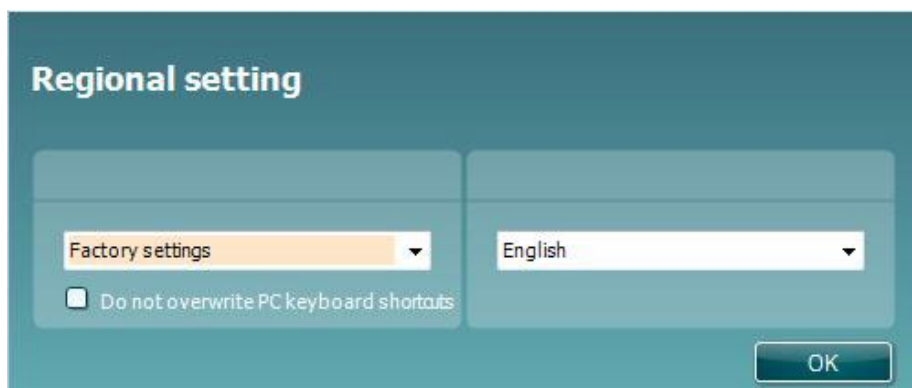 Regional setting
Factory settings
English
Do not overwrite PC keyboard shortcuts
OK